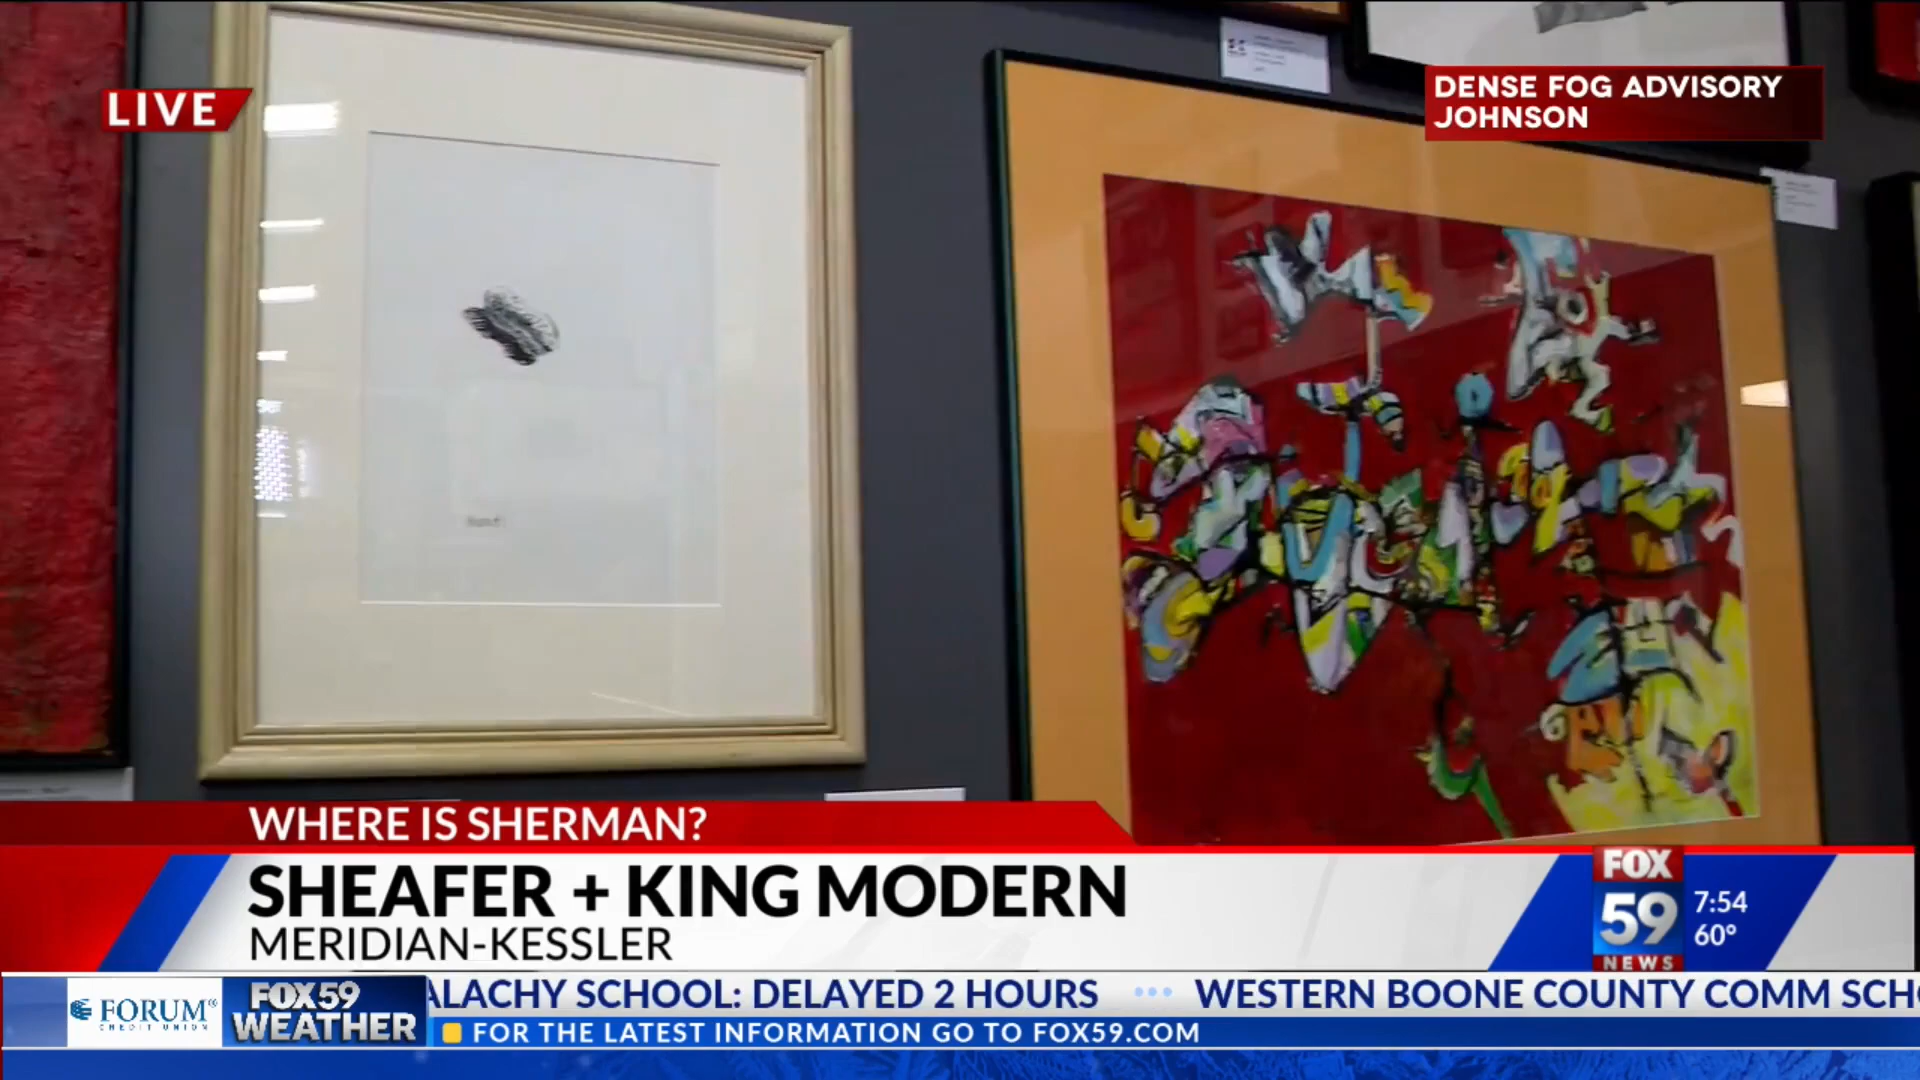 LIVE
DENSE FOG ADVISORY
JOHNSON
WHERE IS SHERMAN?
SHEAFER + KING MODERN
MERIDIAN-KESSLER
FOX
59
NEWS
7:54
60°
FORUM
CREDIT UNION
FOX59
WEATHER
ALACHY SCHOOL: DELAYED 2 HOURS ••• WESTERN BOONE COUNTY COMM SCH
FOR THE LATEST INFORMATION GO TO FOX59.COM